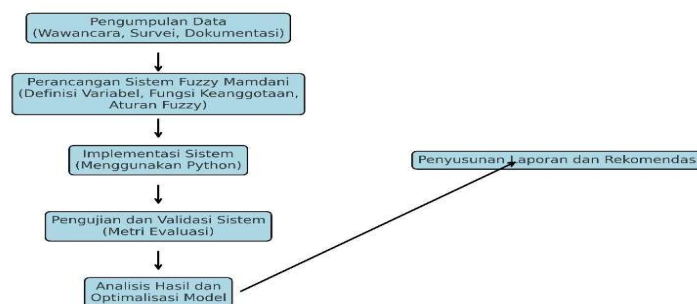 Pengumpulan Data
(Wawancara, Survei, Dokumentasi)
Perancangan Sistem Fuzzy Mamdani
(Definisi Variabel, Fungsi Keanggotaan,
Aturan Fuzzy)
Implementasi Sistem
(Menggunakan Python)
Pengujian dan Validasi Sistem
(Metri Evaluasi)
Analisis Hasil dan
Optimalisasi Model
Penyusunan Laporan dan Rekomendas